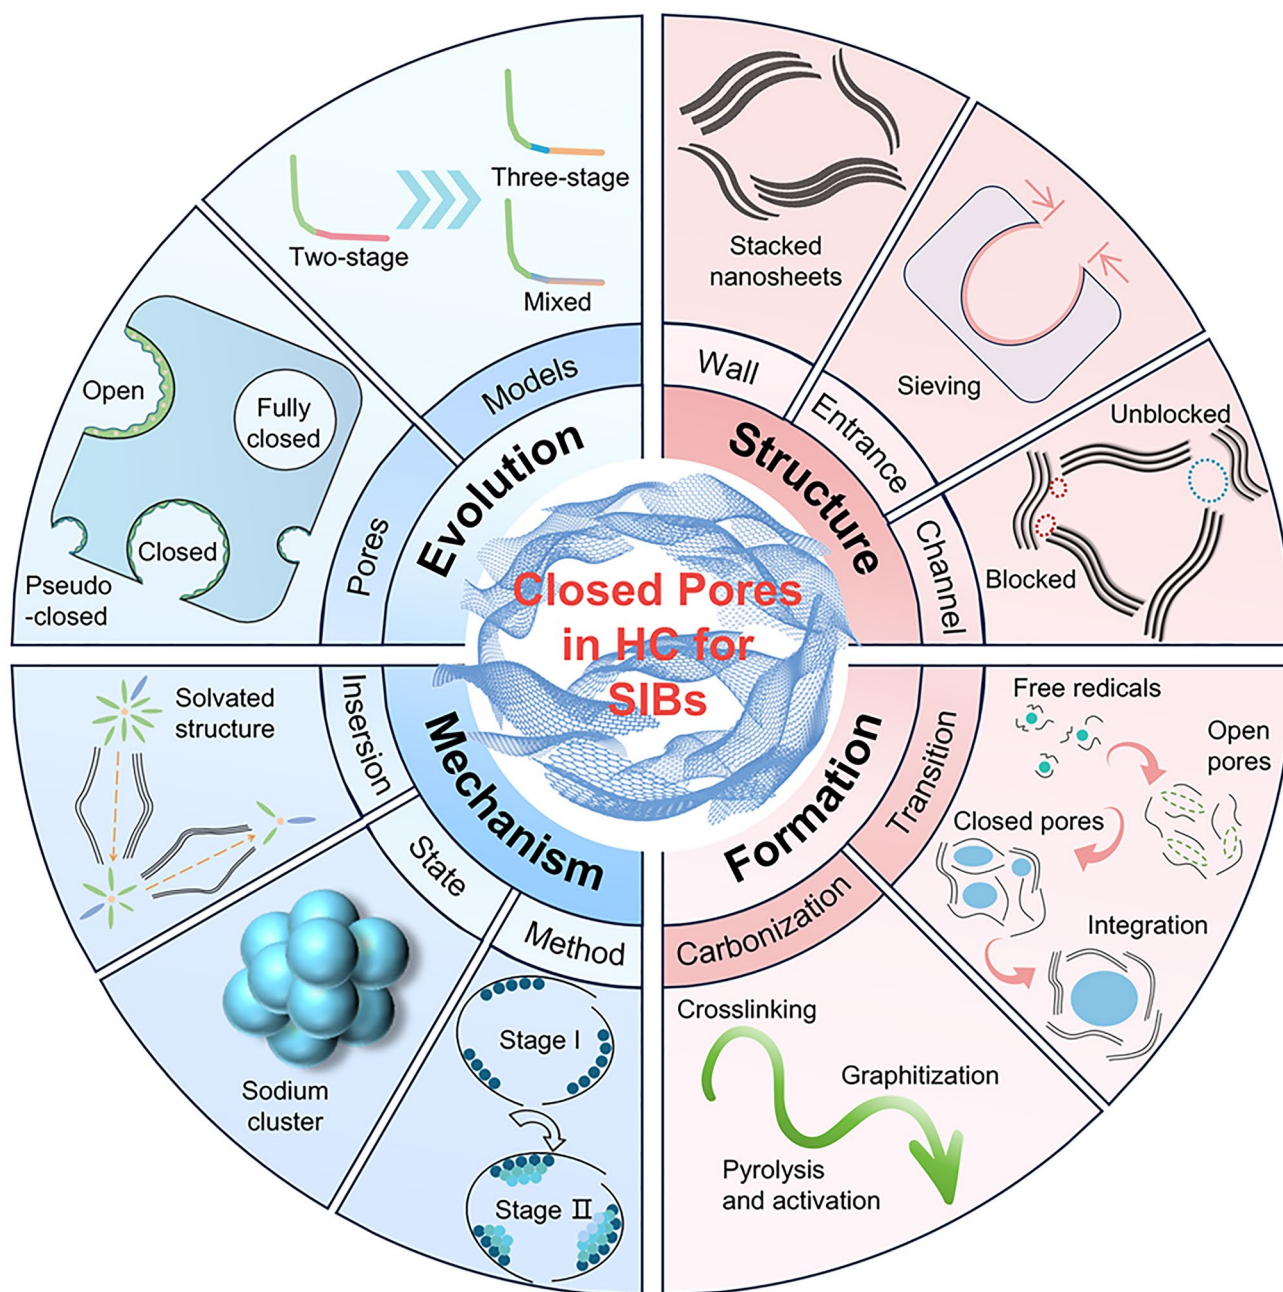 Closed Pores
in HC for
SIBs
Evolution
Models
Two-stage
Three-stage
Mixed
Pores
Open
Fully
closed
Closed
Pseudo
-closed
Structure
Wall
Stacked
nanosheets
Entrance
Sieving
Channel
Unblocked
Blocked
Formation
Transition
Free redicals
Open
pores
Closed pores
Integration
Carbonization
Crosslinking
Graphitization
Pyrolysis
and activation
Mechanism
Insersion
Solvated
structure
State
Sodium
cluster
Method
Stage I
Stage II